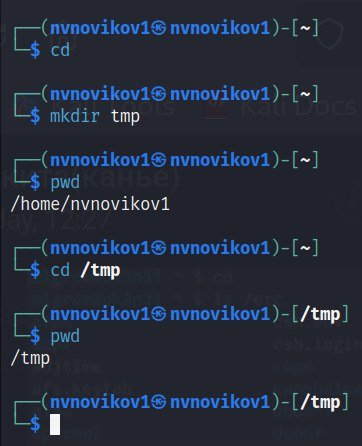 ┌──(nvnovikov1㉿nvnovikov1)-[~]
└─$ cd
┌──(nvnovikov1㉿nvnovikov1)-[~]
└─$ mkdir tmp
┌──(nvnovikov1㉿nvnovikov1)-[~]
└─$ pwd
/home/nvnovikov1
┌──(nvnovikov1㉿nvnovikov1)-[~]
└─$ cd /tmp
┌──(nvnovikov1㉿nvnovikov1)-[/tmp]
└─$ pwd
/tmp
┌──(nvnovikov1㉿nvnovikov1)-[/tmp]
└─$